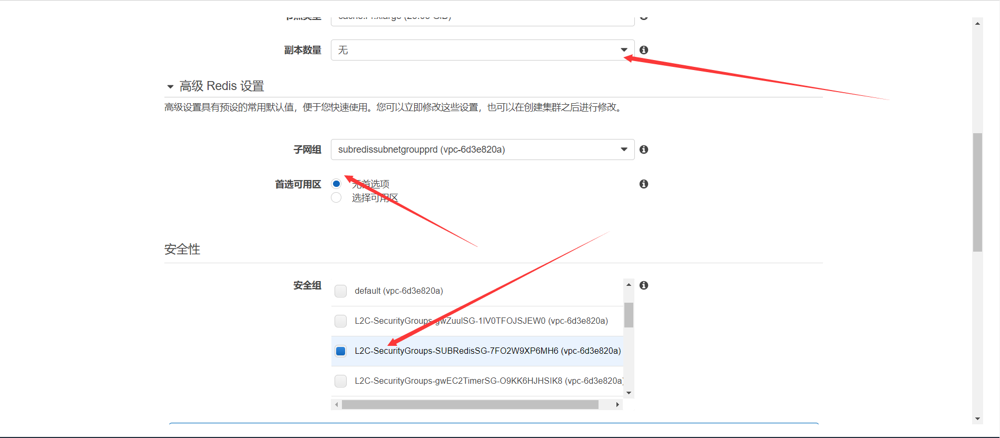 副本数量
无
高级 Redis 设置
高级设置具有预设的常用默认值，便于您快速使用。您可以立即修改这些设置，也可以在创建集群之后进行修改。
子网组
subredissubnetgroupprd (vpc-6d3e820a)
首选可用区
无首选项
选择可用区
安全性
安全组
default (vpc-6d3e820a)
L2C-SecurityGroups-gwZuulSG-1IV0TFOJSJEW0 (vpc-6d3e820a)
L2C-SecurityGroups-SUBRedisSG-7FO2W9XP6MH6 (vpc-6d3e820a)
L2C-SecurityGroups-gwEC2TimerSG-O9KK6HJHSIK8 (vpc-6d3e820a)